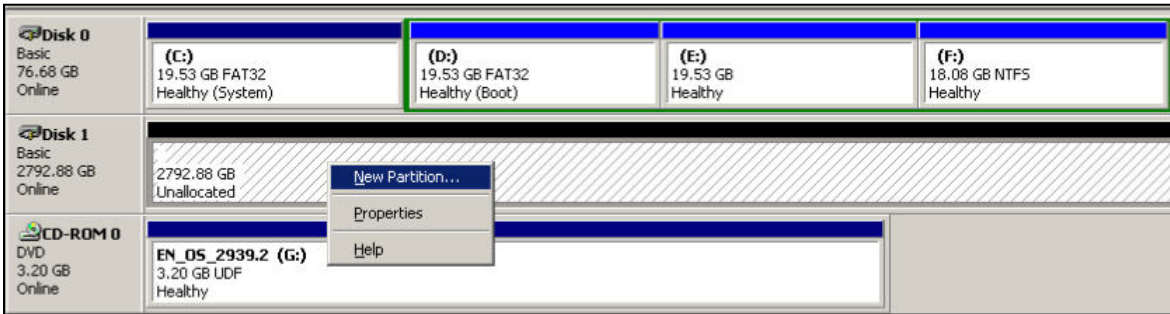 Disk 0
Basic
76.68 GB
Online
(C:)
19.53 GB FAT32
Healthy (System)
(D:)
19.53 GB FAT32
Healthy (Boot)
(E:)
19.53 GB
Healthy
(F:)
18.08 GB NTFS
Healthy
Disk 1
Basic
2792.88 GB
Online
2792.88 GB
Unallocated
New Partition...
Properties
Help
CD-ROM 0
DVD
3.20 GB
Online
EN_OS_2939.2 (G:)
3.20 GB UDF
Healthy